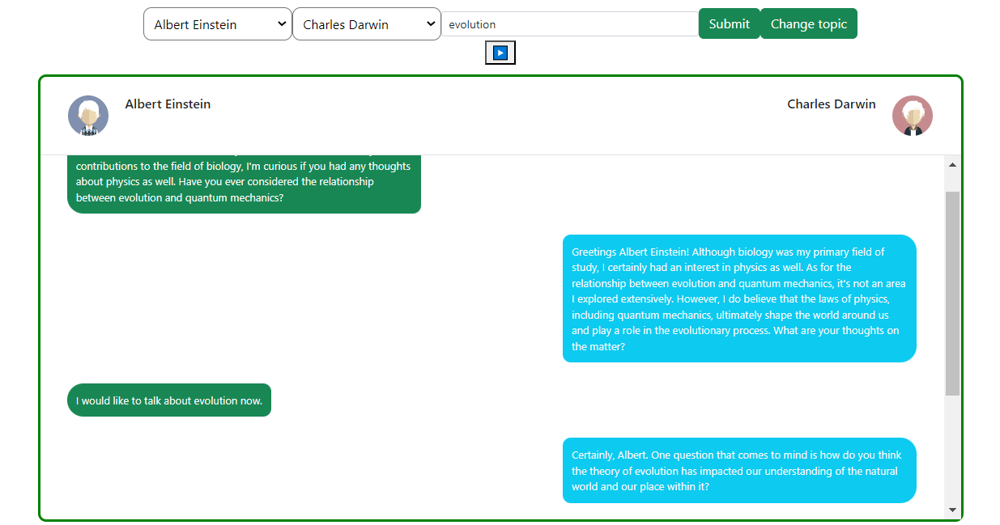 Albert Einstein
Charles Darwin
evolution
Submit
Change topic
Albert Einstein
Charles Darwin
contributions to the field of biology, I'm curious if you had any thoughts
about physics as well. Have you ever considered the relationship
between evolution and quantum mechanics?
Greetings Albert Einstein! Although biology was my primary field of
study, I certainly had an interest in physics as well. As for the
relationship between evolution and quantum mechanics, it's not an area
I explored extensively. However, I do believe that the laws of physics,
including quantum mechanics, ultimately shape the world around us
and play a role in the evolutionary process. What are your thoughts on
the matter?
I would like to talk about evolution now.
Certainly, Albert. One question that comes to mind is how do you think
the theory of evolution has impacted our understanding of the natural
world and our place within it?